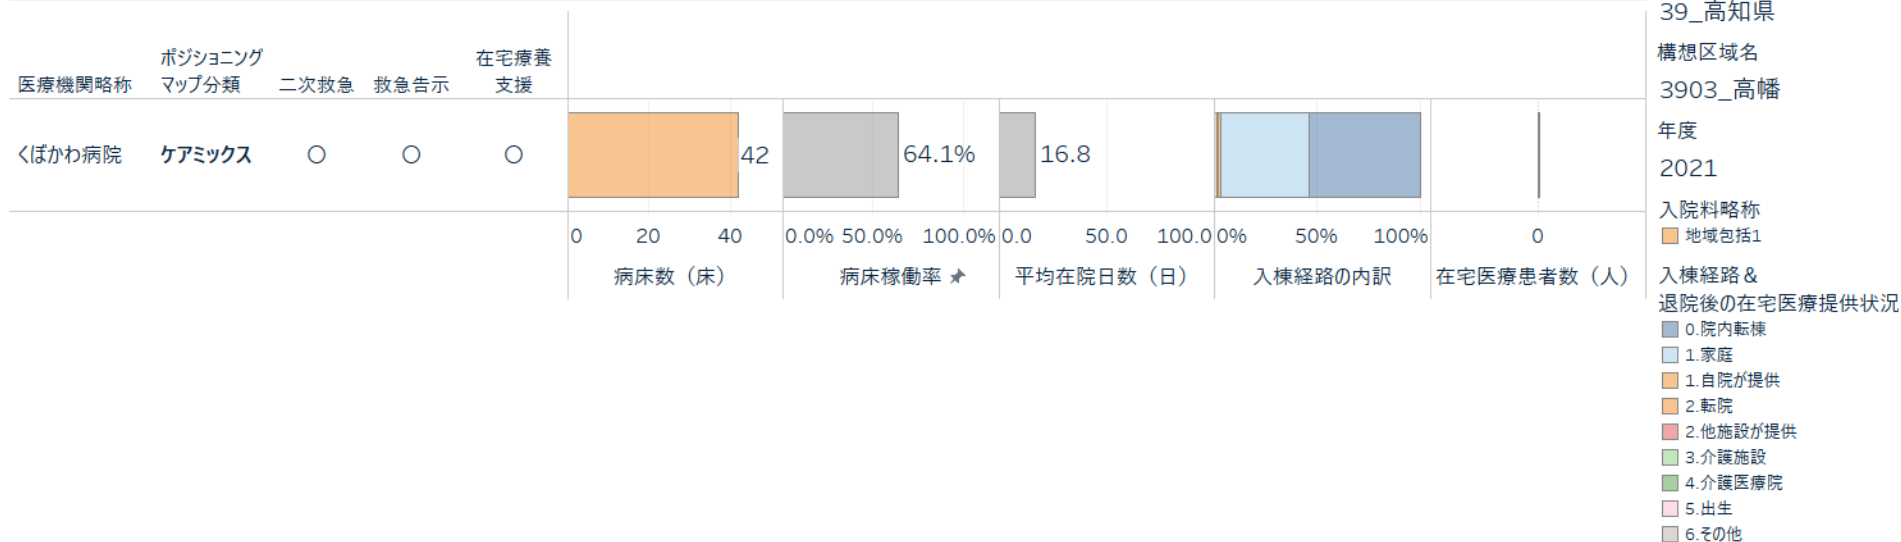 医療機関略称
ポジショニング
マップ分類
二次救急
救急告示
在宅療養
支援
くぼかわ病院
ケアミックス
〇
〇
〇
42
64.1%
16.8
0
20
40
0.0%
50.0%
100.0%
0.0
50.0
100.0
0%
50%
100%
0
病床数（床）
病床稼働率
平均在院日数（日）
入棟経路の内訳
在宅医療患者数（人）
39_高知県
構想区域名
3903_高幡
年度
2021
入院料略称
地域包括1
入棟経路＆
退院後の在宅医療提供状況
0.院内転棟
1.家庭
1.自院が提供
2.転院
2.他施設が提供
3.介護施設
4.介護医療院
5.出生
6.その他